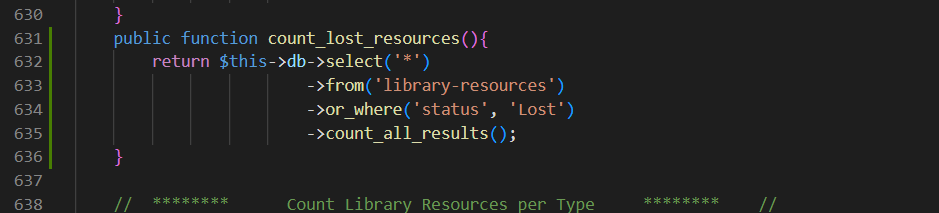 630 }
631 public function count_lost_resources(){
632 return $this->db->select('*')
633 ->from('library-resources')
634 ->or_where('status', 'Lost')
635 ->count_all_results();
636 }
637
638 // ******** Count Library Resources per Type ******** //